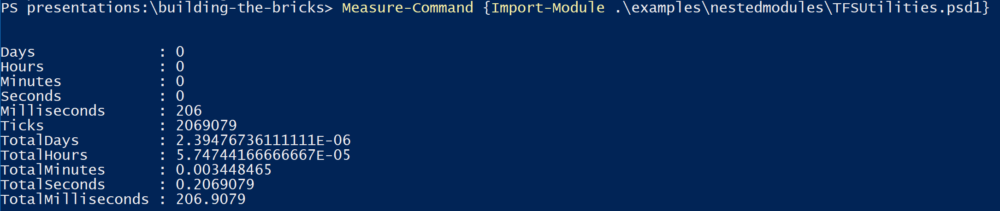 PS presentations:\building-the-bricks> Measure-Command {Import-Module .\examples\nestedmodules\TFSUtilities.psd1}
Days : 0
Hours : 0
Minutes : 0
Seconds : 0
Milliseconds : 206
Ticks : 2069079
TotalDays : 2.39476736111111E-06
TotalHours : 5.74744166666667E-05
TotalMinutes : 0.003448465
TotalSeconds : 0.2069079
TotalMilliseconds : 206.9079